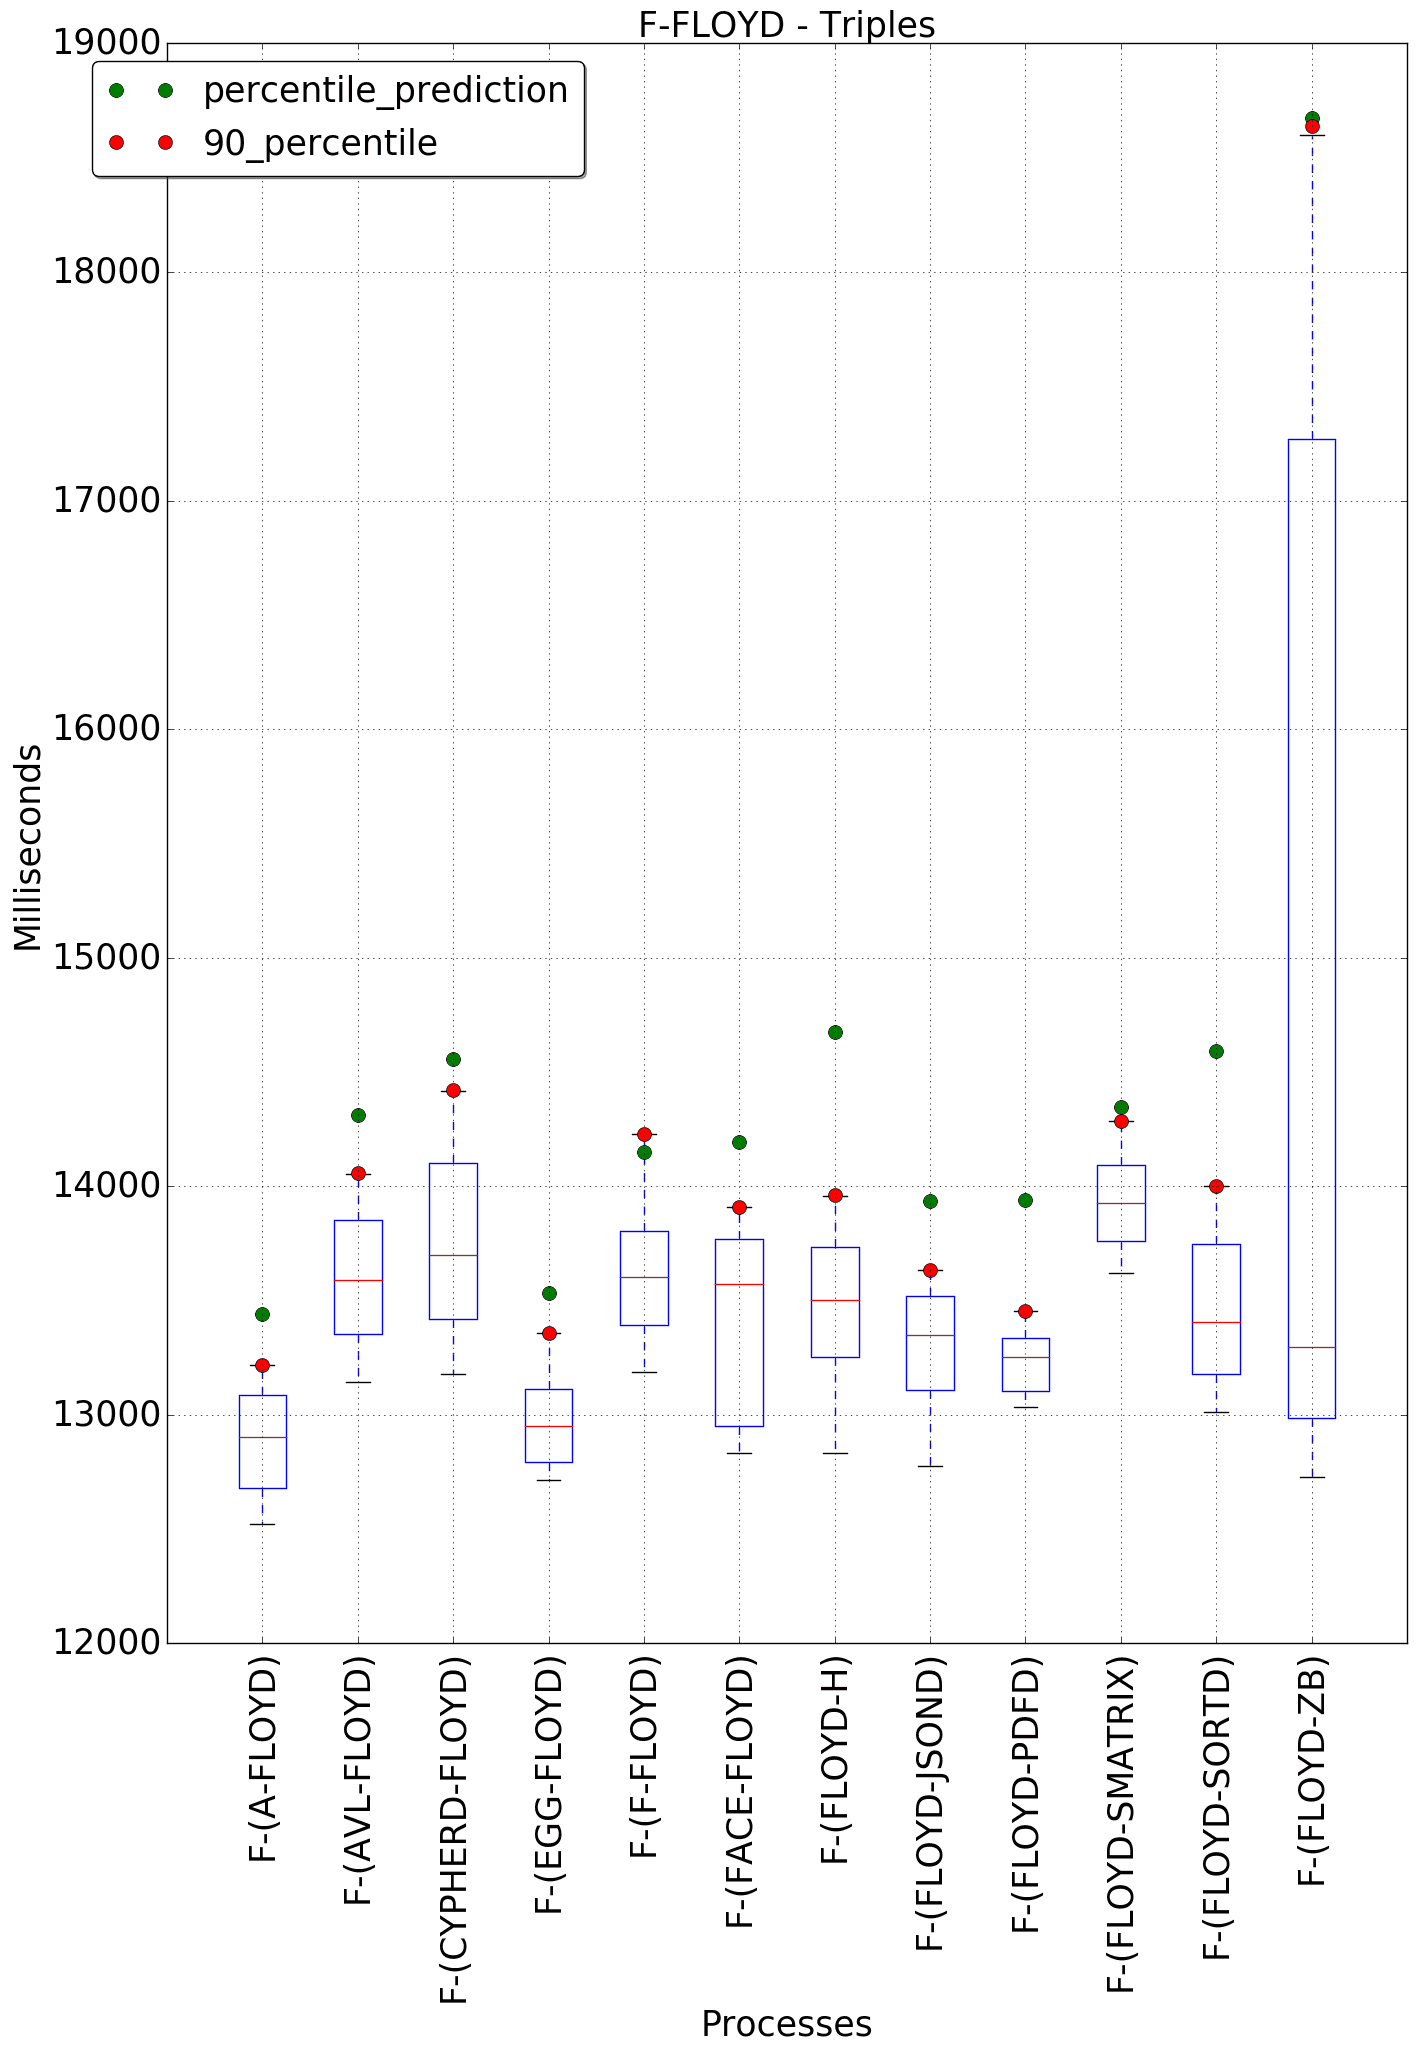 F-FLOYD - Triples
percentile_prediction
90_percentile
19000
18000
17000
16000
15000
14000
13000
12000
Milliseconds
F-(A-FLOYD)
F-(AVL-FLOYD)
F-(CYPHERD-FLOYD)
F-(EGG-FLOYD)
F-(F-FLOYD)
F-(FACE-FLOYD)
F-(FLOYD-H)
F-(FLOYD-JSOND)
F-(FLOYD-PDFD)
F-(FLOYD-SMATRIX)
F-(FLOYD-SORTD)
F-(FLOYD-ZB)
Processes